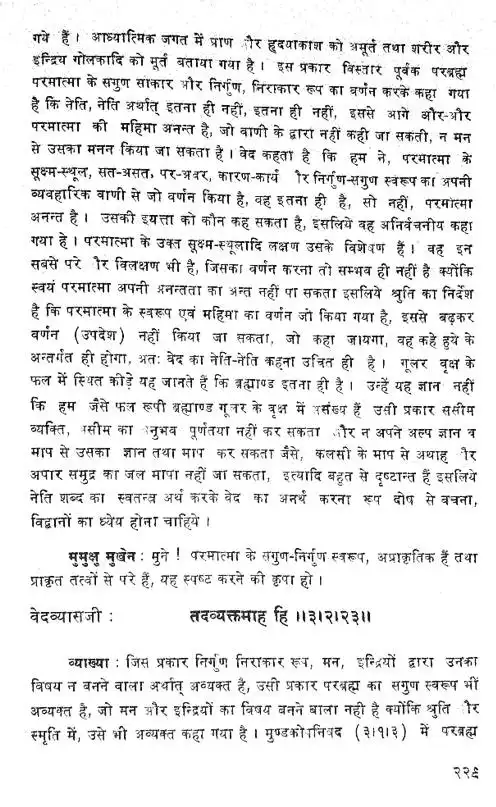 गये हैं। आध्यात्मिक जगत में प्राण और हृदयाकाश को अमूर्त तथा शरीर और
इन्द्रिय गोलकादि को मूर्त बताया गया है। इस प्रकार विस्तार पूर्वक परब्रह्म
परमात्मा के सगुण साकार और निर्गुण, निराकार रूप का वर्णन करके कहा गया
है कि नेति, नेति अर्थात् इतना ही नहीं, इतना ही नहीं, इससे आगे और-और
परमात्मा की महिमा अनन्त है, जो वाणी के द्वारा नहीं कही जा सकती, न मन
से उसका मनन किया जा सकता है। वेद कहता है कि हम ने, परमात्मा के
सूक्ष्म-स्थूल, सत-असत, पर-अवर, कारण-कार्य और निर्गुण-सगुण स्वरूप का अपनी
व्यवहारिक वाणी से जो वर्णन किया है, वह इतना ही है, सो नहीं, परमात्मा
अनन्त है। उसकी इयत्ता को कौन कह सकता है, इसलिये वह अनिर्वचनीय कहा
गया हे। परमात्मा के उक्त सूक्ष्म-स्थूलादि लक्षण उसके विशेषण हैं। वह इन
सबसे परे और विलक्षण भी है, जिसका वर्णन करना तो सम्भव ही नहीं है क्योंकि
स्वयं परमात्मा अपनी अनन्तता का अन्त नहीं पा सकता इसलिये श्रुति का निर्देश
है कि परमात्मा के स्वरूप एवं महिमा का वर्णन जो किया गया है, इससे बढ़कर
वर्णन (उपदेश) नहीं किया जा सकता, जो कहा जायगा, वह कहे हुये के
अन्तर्गत ही होगा, अतः वेद का नेति-नेति कहना उचित ही है। गूलर वृक्ष के
फल में स्थित कीड़े यह जानते हैं कि ब्रह्माण्ड इतना ही है। उन्हें यह ज्ञान नहीं
कि हम जैसे फल रूपी ब्रह्माण्ड गूलर के वृक्ष में असंख्य हैं उसी प्रकार ससीम
व्यक्ति, असीम का अनुभव पूर्णतया नहीं कर सकता और न अपने अल्प ज्ञान व
माप से उसका ज्ञान तथा माप कर सकता जैसे, कलसी के माप से अथाह और
अपार समुद्र का जल मापा नहीं जा सकता, इत्यादि बहुत से दृष्टान्त हैं इसलिये
नेति शब्द का स्वतन्त्र अर्थ करके वेद का अनर्थ करना रूप दोष से बचना,
विद्वानों का ध्येय होना चाहिये।
मुमुक्षु मुखेन : मुने ! परमात्मा के सगुण-निर्गुण स्वरूप, अप्राकृतिक हैं तथा
प्राकृत तत्वों से परे हैं, यह स्पष्ट करने की कृपा हो।
वेदव्यासजी : तदव्यक्तमाह हि ॥३।२।२३॥
व्याख्या : जिस प्रकार निर्गुण निराकार रूप, मन, इन्द्रियों द्वारा उनका
विषय न बनने वाला अर्थात् अव्यक्त है, उसी प्रकार परब्रह्म का सगुण स्वरूप भी
अव्यक्त है, जो मन और इन्द्रियों का विषय बनने बाला नही है क्योंकि श्रुति और
स्मृति में, उसे भी अव्यक्त कहा गया है। मुण्डकोपनिषद (३।१।३) में परब्रह्म
२२९